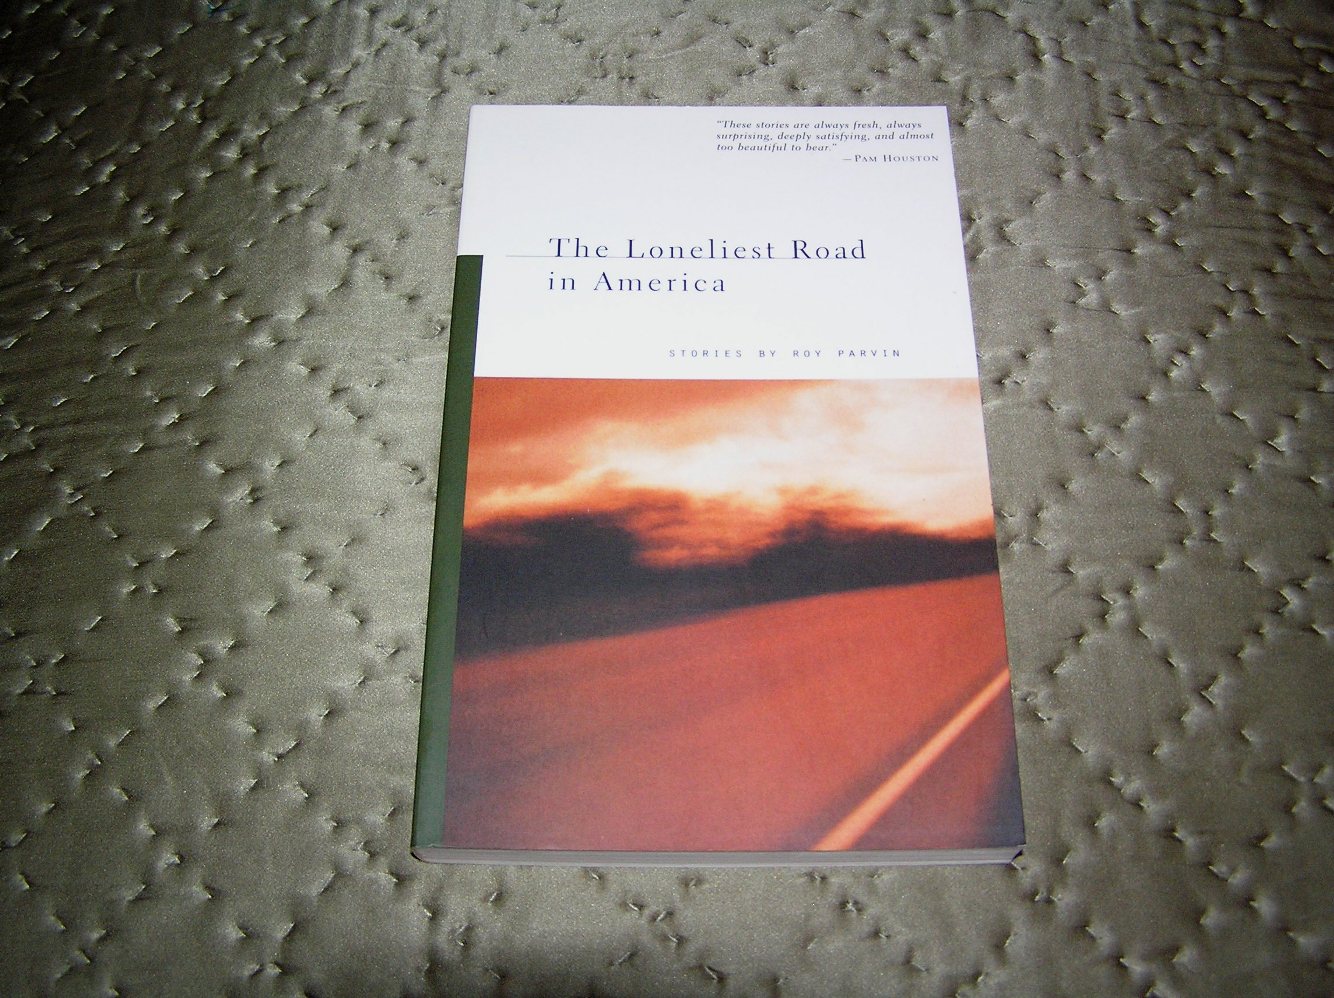 "These stories are always fresh, always
surprising, deeply satisfying, and almost
too beautiful to bear."
—PAM HOUSTON
The Loneliest Road
in America
STORIES BY ROY PARVIN